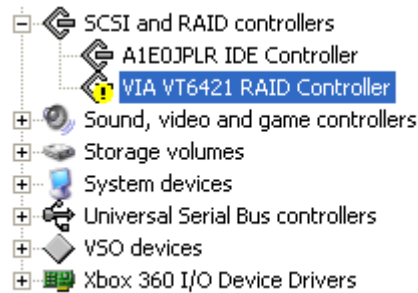 SCSI and RAID controllers
A1E0JPLR IDE Controller
VIA VT6421 RAID Controller
Sound, video and game controllers
Storage volumes
System devices
Universal Serial Bus controllers
VSO devices
Xbox 360 I/O Device Drivers